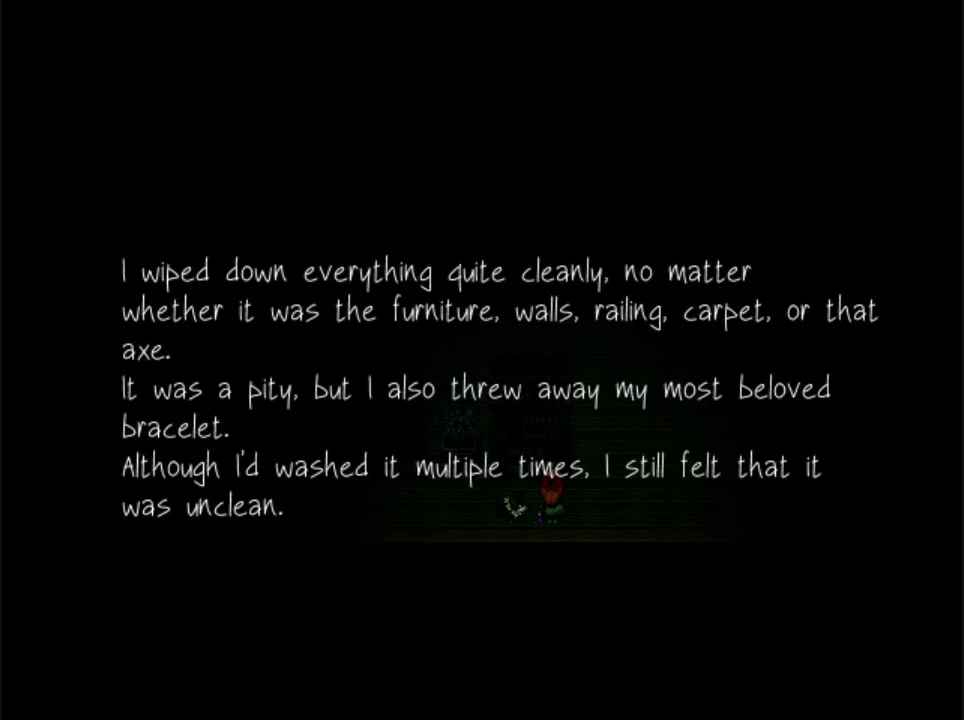 I wiped down everything quite cleanly, no matter
whether it was the furniture, walls, railing, carpet, or that
axe.
It was a pity, but I also threw away my most beloved
bracelet.
Although I'd washed it multiple times, I still felt that it
was unclean.